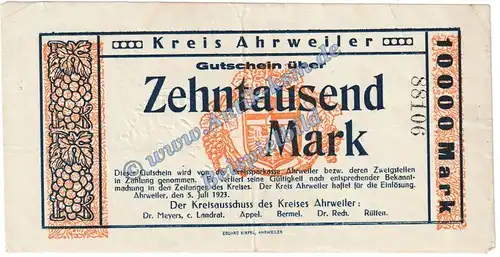 Kreis Ahrweiler
Gutschein über
Zehntausend
Mark
Dieser Gutschein wird von der Kreissparkasse Ahrweiler bezw. deren Zweigstellen
in Zahlung genommen. Er verliert seine Gültigkeit nach entsprechender Bekannt-
machung in den Zeitungen des Kreises. Der Kreis Ahrweiler haftet für die Einlösung.
Ahrweiler, den 5. Juli 1923.
Der Kreisausschuss des Kreises Ahrweiler:
Dr. Meyers, c. Landrat. Appel. Bermel. Dr. Rech. Rütten.
AHRWEILER
88106
10000 Mark